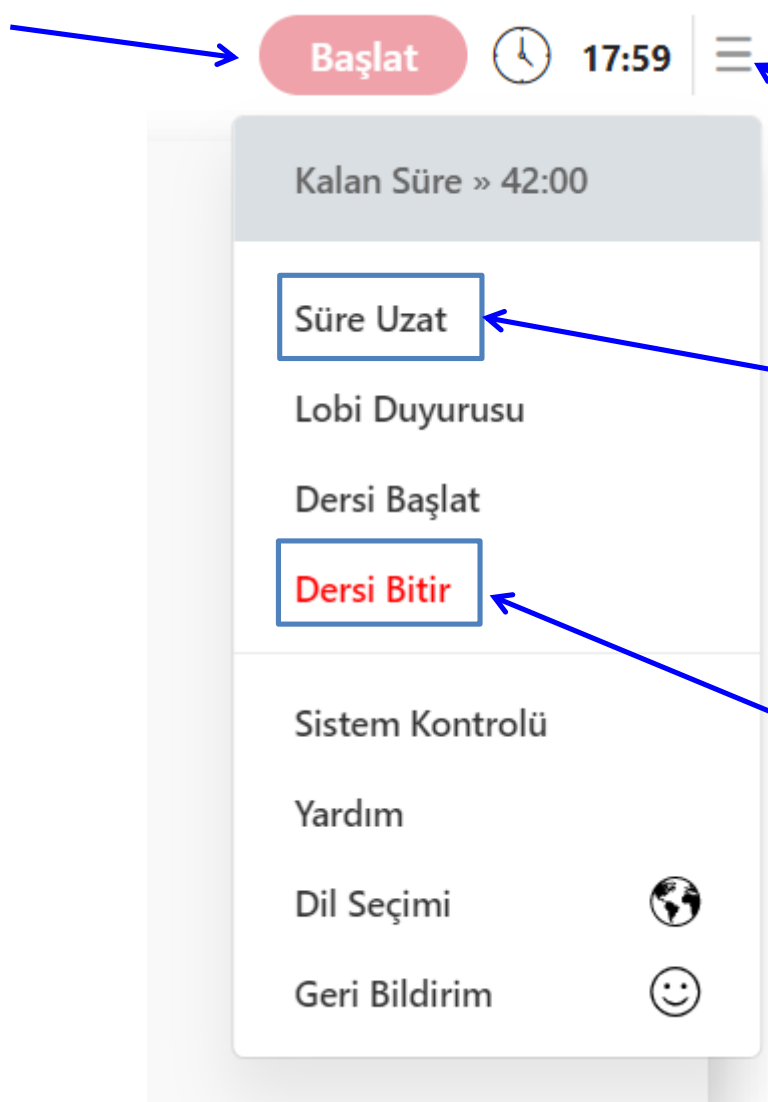 Başlat 17:59
Kalan Süre » 42:00
Süre Uzat
Lobi Duyurusu
Dersi Başlat
Dersi Bitir
Sistem Kontrolü
Yardım
Dil Seçimi
Geri Bildirim